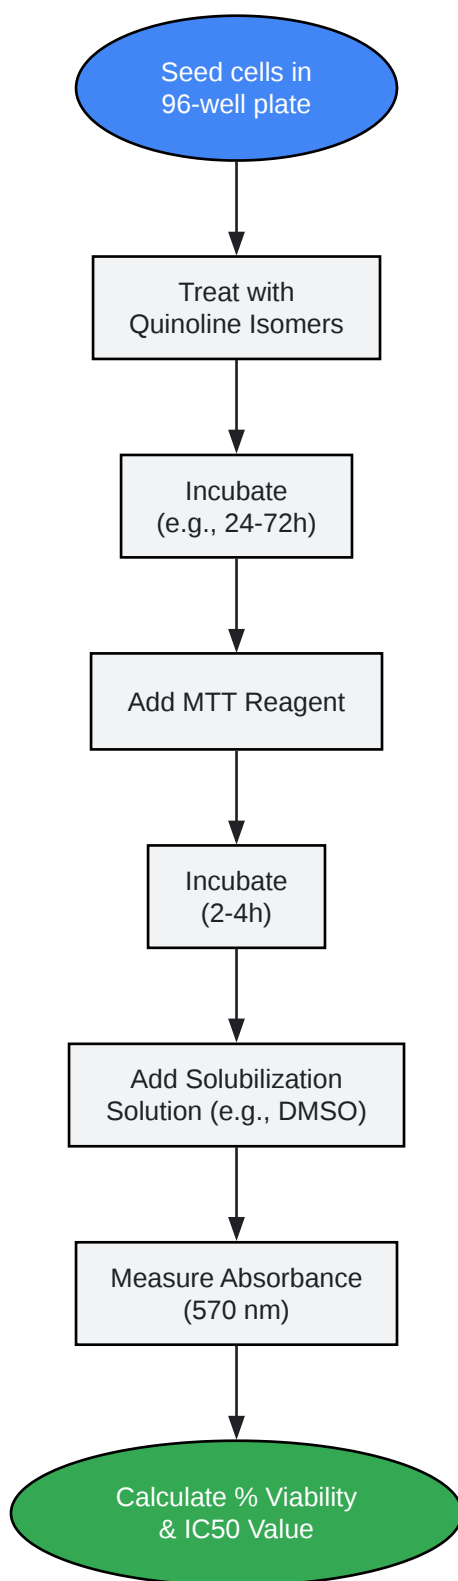 Seed cells in
96-well plate
Treat with
Quinoline Isomers
Incubate
(e.g., 24-72h)
Add MTT Reagent
Incubate
(2-4h)
Add Solubilization
Solution (e.g., DMSO)
Measure Absorbance
(570 nm)
Calculate % Viability
& IC50 Value